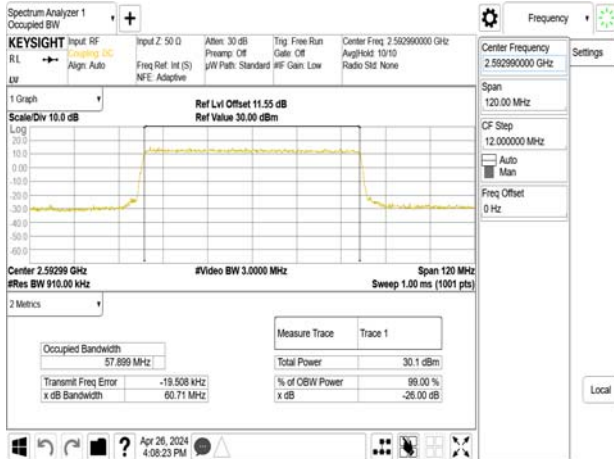 Spectrum Analyzer 1
Occupied BW
+
Frequency
KEYSIGHT
RL
Input: RF
Coupling: DC
Align: Auto
Input Z: 50 Ω
Freq Ref: Int (S)
NFE: Adaptive
Atten: 30 dB
Preamp: Off
µW Path: Standard
Trig: Free Run
Gate: Off
#IF Gain: Low
Center Freq: 2.592990000 GHz
Avg|Hold: 10/10
Radio Std: None
Center Frequency
2.592990000 GHz
Settings
Span
120.00 MHz
CF Step
12.000000 MHz
Auto
Man
Freq Offset
0 Hz
Local
1 Graph
Scale/Div 10.0 dB
Ref Lvl Offset 11.55 dB
Ref Value 30.00 dBm
Log
20.0
10.0
0.00
-10.0
-20.0
-30.0
-40.0
-50.0
-60.0
Center 2.59299 GHz
#Res BW 910.00 kHz
#Video BW 3.0000 MHz
Span 120 MHz
Sweep 1.00 ms (1001 pts)
2 Metrics
Measure Trace Trace 1
Occupied Bandwidth
57.899 MHz
Total Power 30.1 dBm
Transmit Freq Error -19.508 kHz
% of OBW Power 99.00 %
x dB Bandwidth 60.71 MHz
x dB -26.00 dB
?
Apr 26, 2024
4:08:23 PM